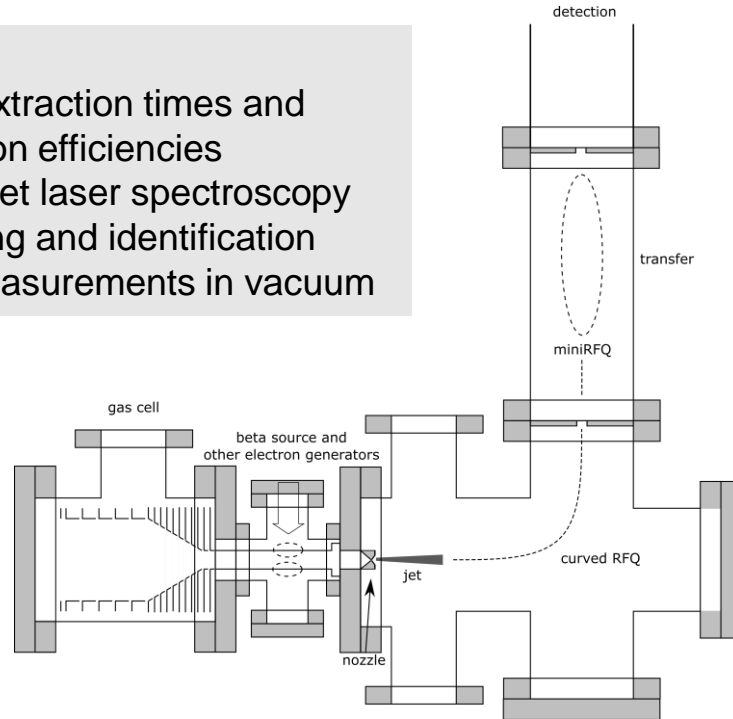 detection
xtraction times and
on efficiencies
et laser spectroscopy
ng and identification
asurements in vacuum
transfer
miniRFQ
gas cell
beta source and
other electron generators
curved RFQ
jet
nozzle